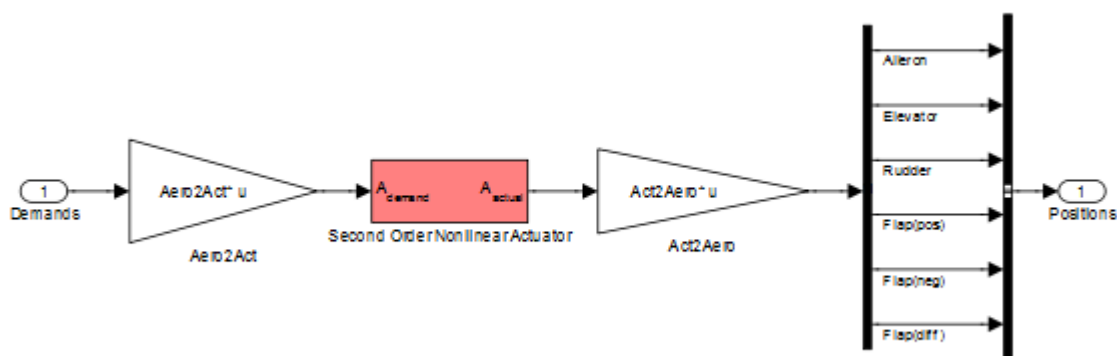 1
Demands
Aero2Act* u
Aero2Act
A demand
A actual
Second Order Nonlinear Actuator
Act2Aero* u
Act2Aero
Aileron
Elevator
Rudder
Flap(pos)
Flap(neg)
Flap(diff)
1
Positions